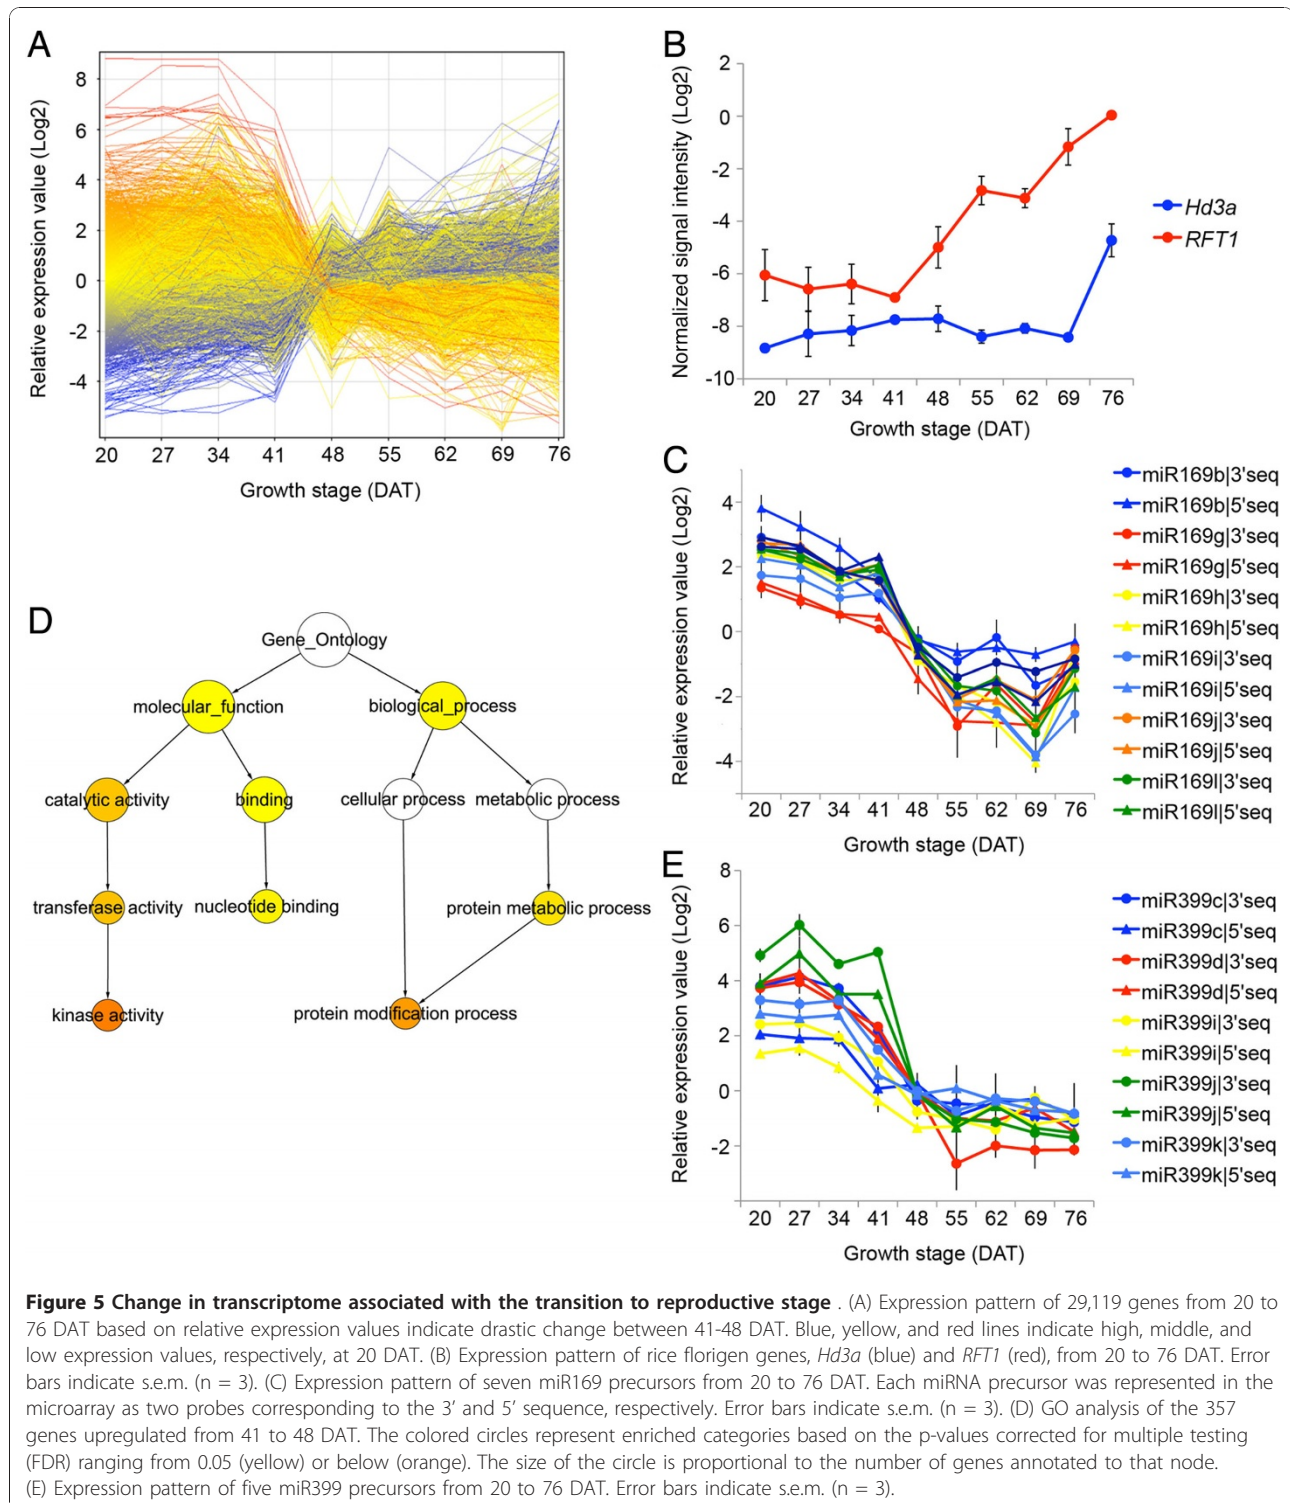 A
Relative expression value (Log2)
8
6
4
2
0
-2
-4
20 27 34 41 48 55 62 69 76
Growth stage (DAT)
B
Normalized signal intensity (Log2)
2
0
-2
-4
-6
-8
-10
20 27 34 41 48 55 62 69 76
Growth stage (DAT)
Hd3a
RFT1
C
Relative expression value (Log2)
4
2
0
-2
-4
20 27 34 41 48 55 62 69 76
Growth stage (DAT)
miR169b|3'seq
miR169b|5'seq
miR169g|3'seq
miR169g|5'seq
miR169h|3'seq
miR169h|5'seq
miR169i|3'seq
miR169i|5'seq
miR169j|3'seq
miR169j|5'seq
miR169l|3'seq
miR169l|5'seq
D
Gene_Ontology
molecular_function
biological_process
catalytic activity
binding
cellular process
metabolic process
transferase activity
nucleotide binding
protein metabolic process
kinase activity
protein modification process
E
Relative expression value (Log2)
8
6
4
2
0
-2
20 27 34 41 48 55 62 69 76
Growth stage (DAT)
miR399c|3'seq
miR399c|5'seq
miR399d|3'seq
miR399d|5'seq
miR399i|3'seq
miR399i|5'seq
miR399j|3'seq
miR399j|5'seq
miR399k|3'seq
miR399k|5'seq
Figure 5 Change in transcriptome associated with the transition to reproductive stage . (A) Expression pattern of 29,119 genes from 20 to
76 DAT based on relative expression values indicate drastic change between 41-48 DAT. Blue, yellow, and red lines indicate high, middle, and
low expression values, respectively, at 20 DAT. (B) Expression pattern of rice florigen genes, Hd3a (blue) and RFT1 (red), from 20 to 76 DAT. Error
bars indicate s.e.m. (n = 3). (C) Expression pattern of seven miR169 precursors from 20 to 76 DAT. Each miRNA precursor was represented in the
microarray as two probes corresponding to the 3’ and 5’ sequence, respectively. Error bars indicate s.e.m. (n = 3). (D) GO analysis of the 357
genes upregulated from 41 to 48 DAT. The colored circles represent enriched categories based on the p-values corrected for multiple testing
(FDR) ranging from 0.05 (yellow) or below (orange). The size of the circle is proportional to the number of genes annotated to that node.
(E) Expression pattern of five miR399 precursors from 20 to 76 DAT. Error bars indicate s.e.m. (n = 3).